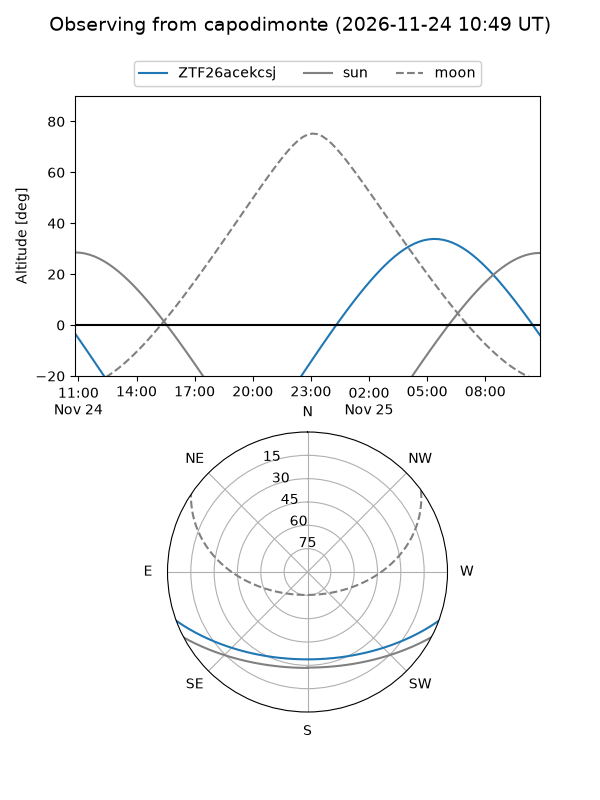 Observing from capodimonte (2026-11-24 10:49 UT)
ZTF26acekcsj sun moon
Altitude [deg]
80
60
40
20
0
−20
11:00 14:00 17:00 20:00 23:00 02:00 05:00 08:00
Nov 24 Nov 25
N
NE NW
15
30
45
60
75
E W
SE SW
S